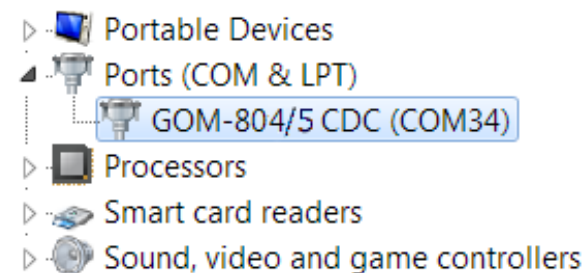 Portable Devices
Ports (COM & LPT)
GOM-804/5 CDC (COM34)
Processors
Smart card readers
Sound, video and game controllers